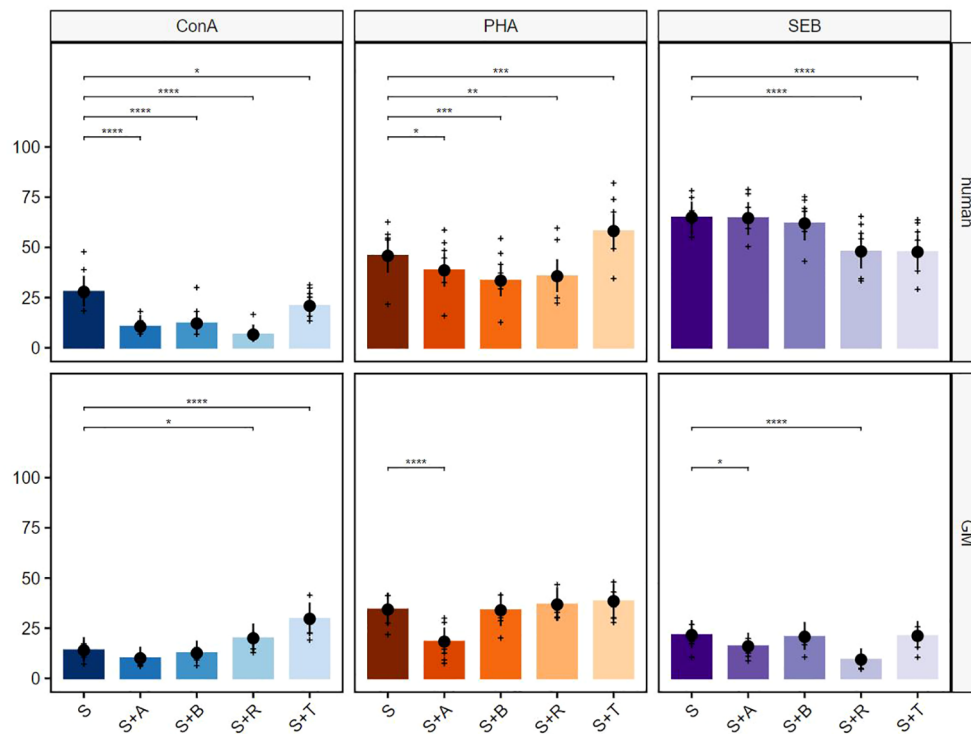 ConA PHA SEB
* *** ****
**** ** ****
**** ***
**** *
human
100
75
50
25
0
**** ****
* ****
**** *
GM
100
75
50
25
0
S S+A S+B S+R S+T S S+A S+B S+R S+T S S+A S+B S+R S+T